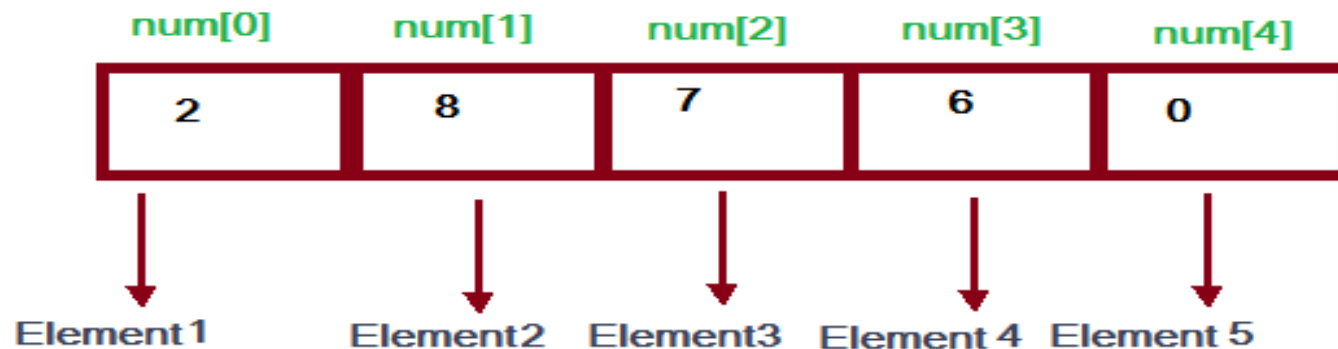 num[0] num[1] num[2] num[3] num[4]
2 8 7 6 0
Element1 Element2 Element3 Element 4 Element 5